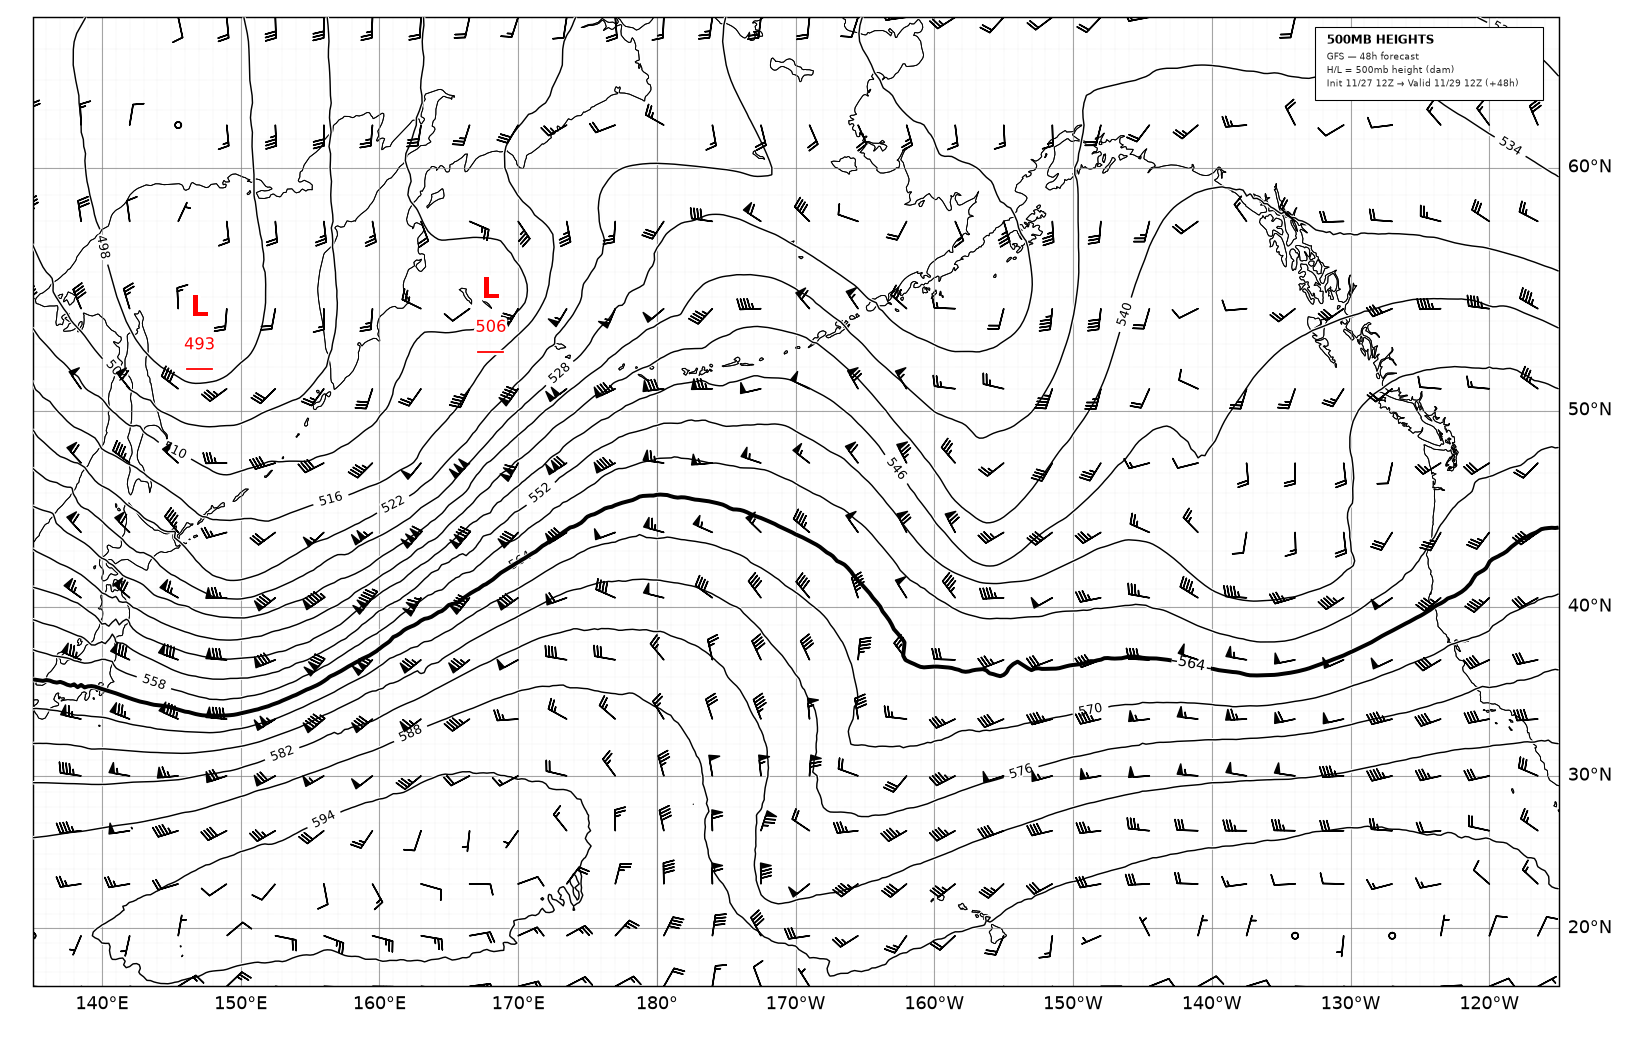 500MB HEIGHTS
GFS — 48h forecast
H/L = 500mb height (dam)
Init 11/27 12Z → Valid 11/29 12Z (+48h)
534
60°N
498
L
506
L
493
540
528
50°N
510
546
516
522
552
40°N
558
564
570
588
582
576
30°N
594
20°N
140°E
150°E
160°E
170°E
180°
170°W
160°W
150°W
140°W
130°W
120°W